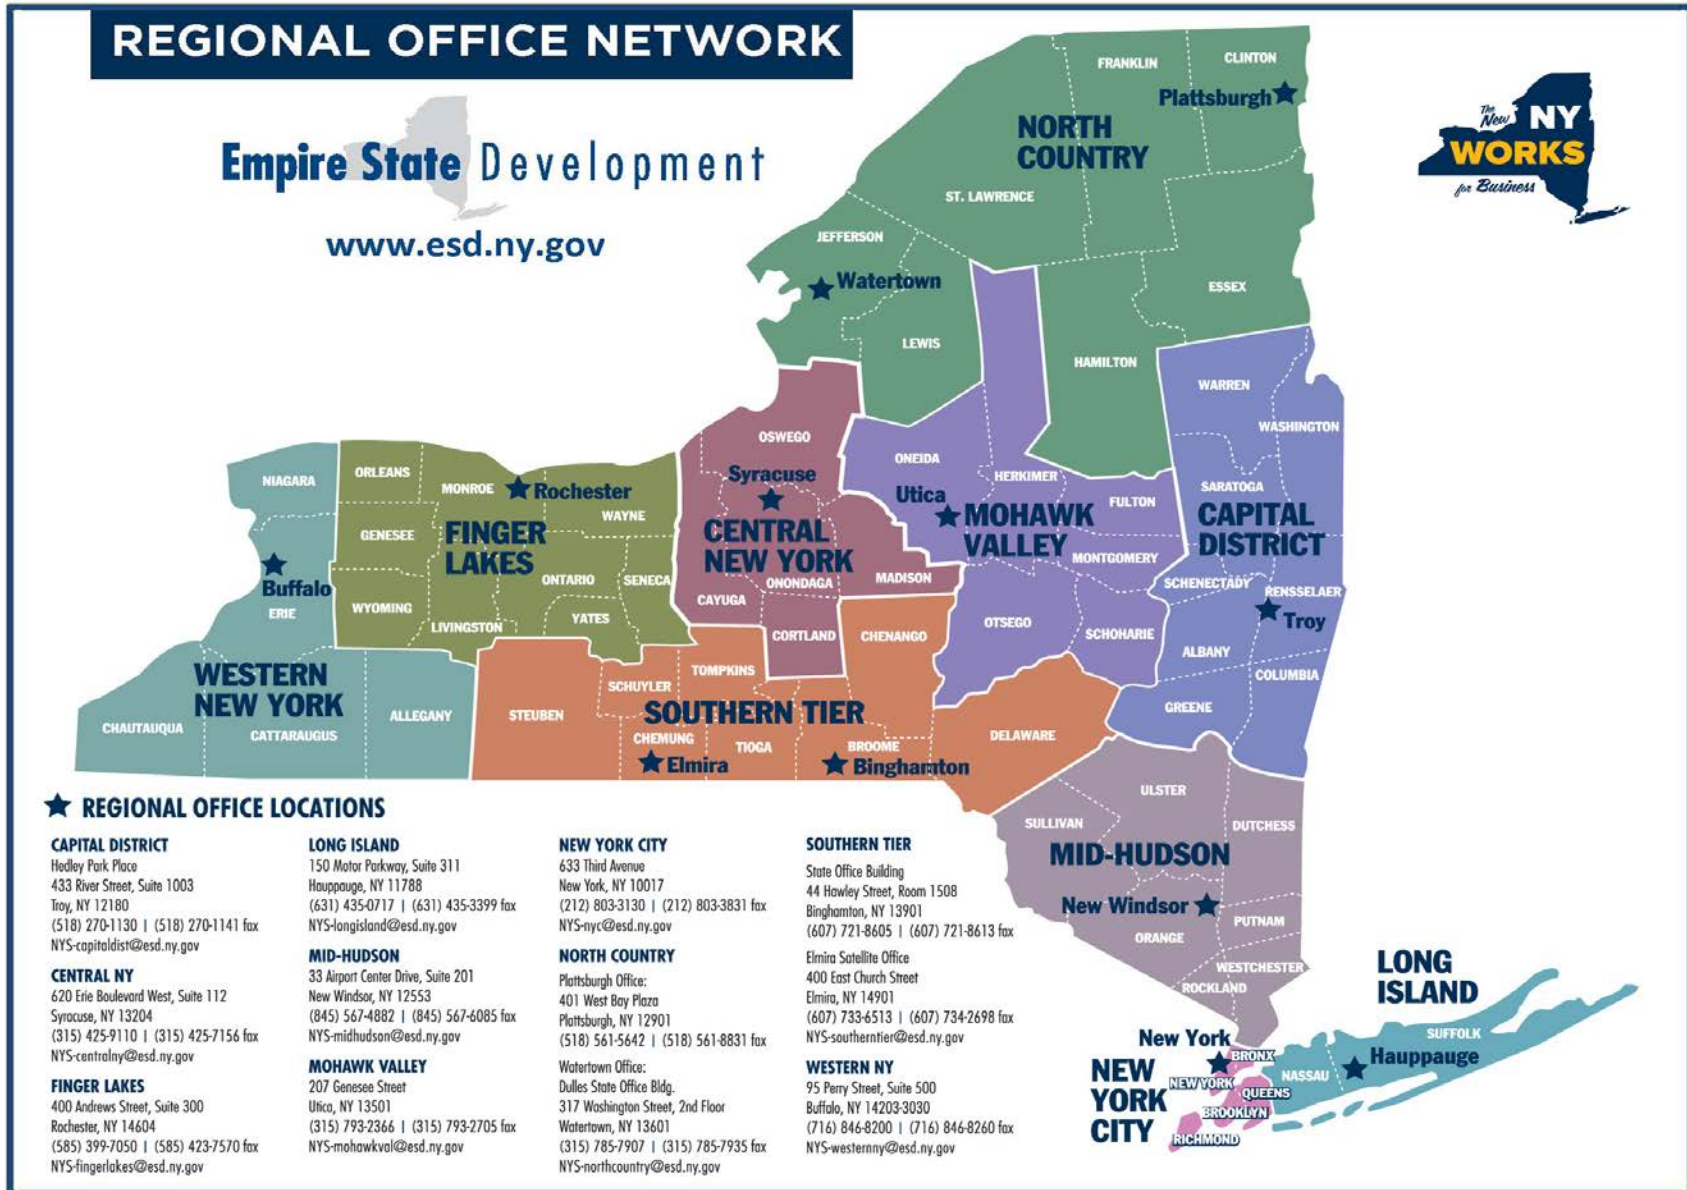 REGIONAL OFFICE NETWORK
Empire State Development
www.esd.ny.gov
The New NY
WORKS
for Business
FRANKLIN
CLINTON
Plattsburgh
NORTH
COUNTRY
ST. LAWRENCE
JEFFERSON
Watertown
ESSEX
LEWIS
HAMILTON
WARREN
WASHINGTON
OSWEGO
ONEIDA
HERKIMER
SARATOGA
NIAGARA
ORLEANS
MONROE
Rochester
WAYNE
Syracuse
Utica
FULTON
GENESEE
FINGER
LAKES
CENTRAL
NEW YORK
MOHAWK
VALLEY
CAPITAL
DISTRICT
MONTGOMERY
Buffalo
ERIE
WYOMING
LIVINGSTON
ONTARIO
SENECA
YATES
CAYUGA
ONONDAGA
MADISON
CORTLAND
CHENANGO
OTSEGO
SCHOHARIE
SCHENECTADY
RENSSELAER
Troy
ALBANY
COLUMBIA
GREENE
WESTERN
NEW YORK
CHAUTAUQUA
CATTARAUGUS
ALLEGANY
STEUBEN
SCHUYLER
TOMPKINS
SOUTHERN TIER
CHEMUNG
TIOGA
BROOME
DELAWARE
Elmira
Binghamton
ULSTER
SULLIVAN
DUTCHESS
MID-HUDSON
New Windsor
PUTNAM
ORANGE
WESTCHESTER
ROCKLAND
LONG
ISLAND
SUFFOLK
Hauppauge
NASSAU
New York
NEW
YORK
CITY
BRONX
NEW YORK
QUEENS
BROOKLYN
RICHMOND
REGIONAL OFFICE LOCATIONS
CAPITAL DISTRICT
Hedley Park Place
433 River Street, Suite 1003
Troy, NY 12180
(518) 270-1130 | (518) 270-1141 fax
NYS-capitaldist@esd.ny.gov
CENTRAL NY
620 Erie Boulevard West, Suite 112
Syracuse, NY 13204
(315) 425-9110 | (315) 425-7156 fax
NYS-centralny@esd.ny.gov
FINGER LAKES
400 Andrews Street, Suite 300
Rochester, NY 14604
(585) 399-7050 | (585) 423-7570 fax
NYS-fingerlakes@esd.ny.gov
LONG ISLAND
150 Motor Parkway, Suite 311
Hauppauge, NY 11788
(631) 435-0717 | (631) 435-3399 fax
NYS-longisland@esd.ny.gov
MID-HUDSON
33 Airport Center Drive, Suite 201
New Windsor, NY 12553
(845) 567-4882 | (845) 567-6085 fax
NYS-midhudson@esd.ny.gov
MOHAWK VALLEY
207 Genesee Street
Utica, NY 13501
(315) 793-2366 | (315) 793-2705 fax
NYS-mohawkval@esd.ny.gov
NEW YORK CITY
633 Third Avenue
New York, NY 10017
(212) 803-3130 | (212) 803-3831 fax
NYS-nyc@esd.ny.gov
NORTH COUNTRY
Plattsburgh Office:
401 West Bay Plaza
Plattsburgh, NY 12901
(518) 561-5642 | (518) 561-8831 fax
Watertown Office:
Dulles State Office Bldg.
317 Washington Street, 2nd Floor
Watertown, NY 13601
(315) 785-7907 | (315) 785-7935 fax
NYS-northcountry@esd.ny.gov
SOUTHERN TIER
State Office Building
44 Hawley Street, Room 1508
Binghamton, NY 13901
(607) 721-8605 | (607) 721-8613 fax
Elmira Satellite Office
400 East Church Street
Elmira, NY 14901
(607) 733-6513 | (607) 734-2698 fax
NYS-southerntier@esd.ny.gov
WESTERN NY
95 Perry Street, Suite 500
Buffalo, NY 14203-3030
(716) 846-8200 | (716) 846-8260 fax
NYS-westernny@esd.ny.gov